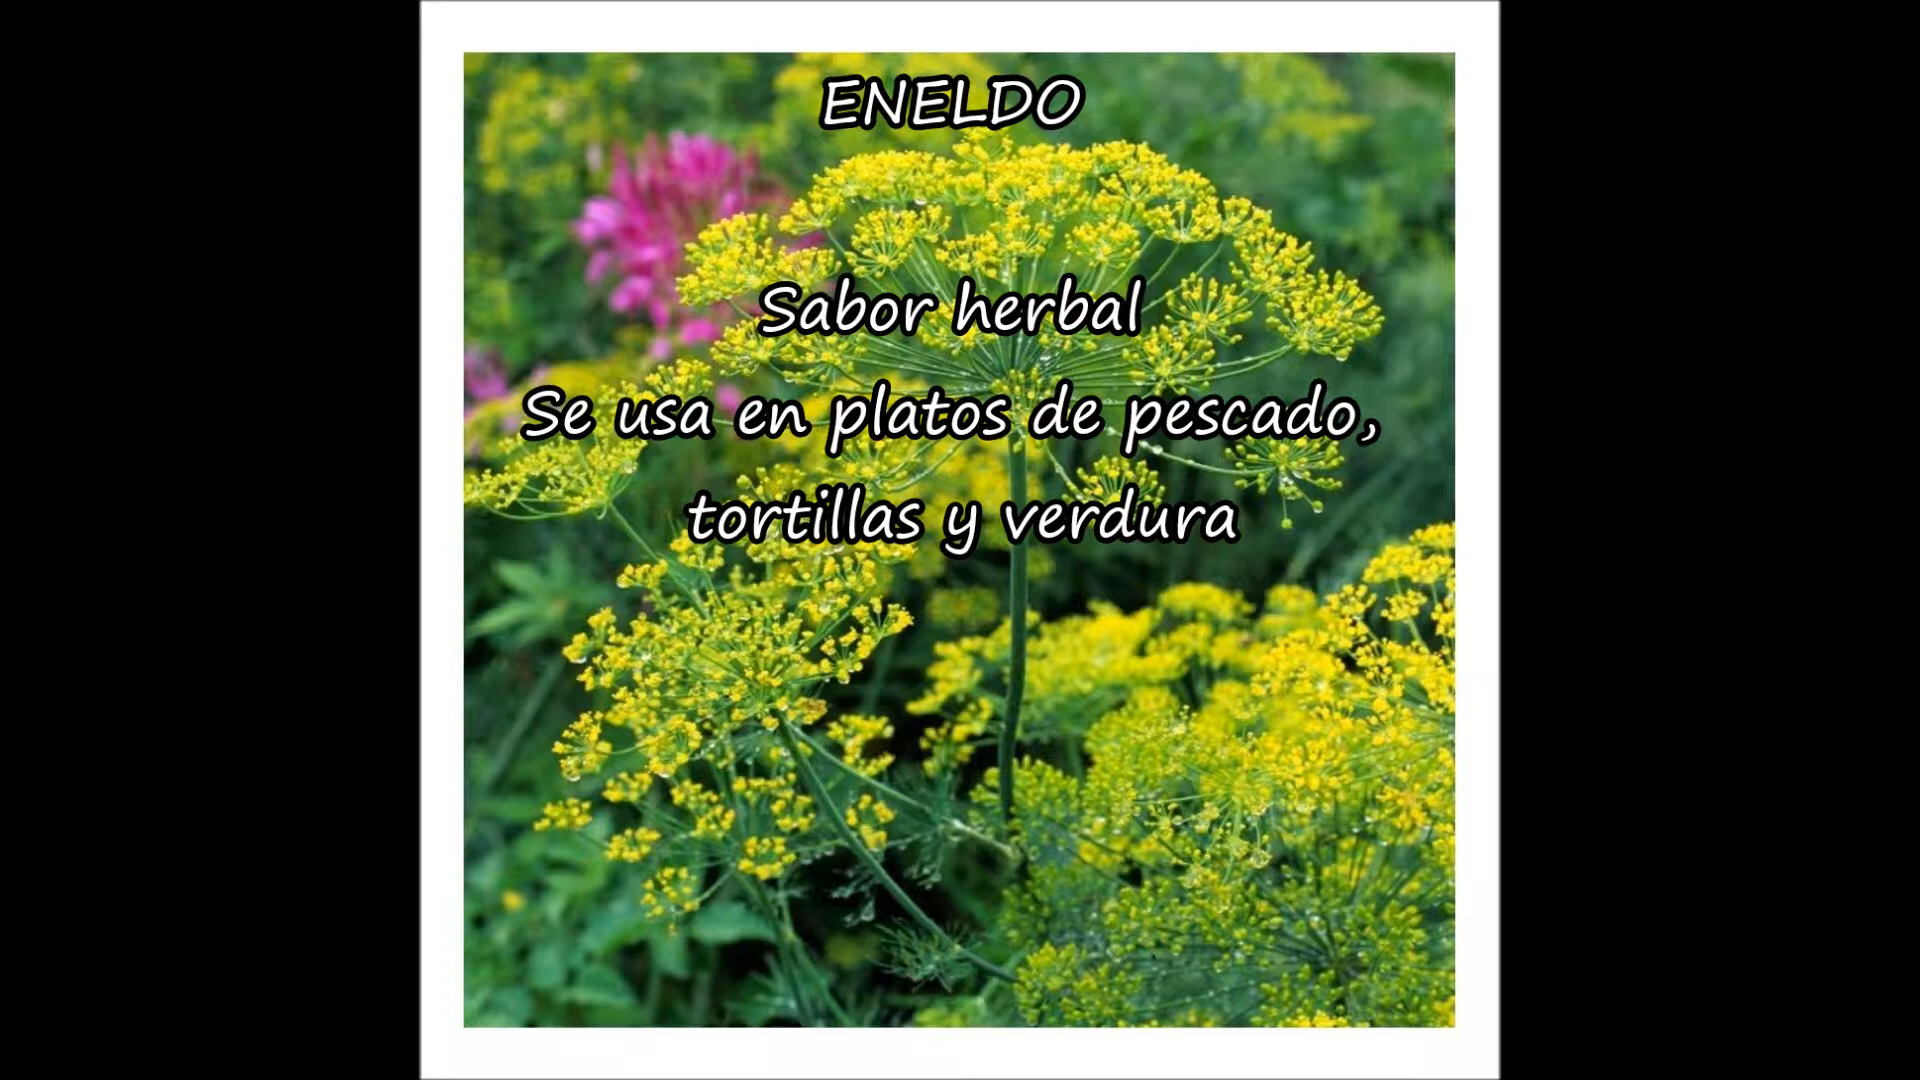 ENELDO
Sabor herbal
Se usa en platos de pescado,
tortillas y verdura